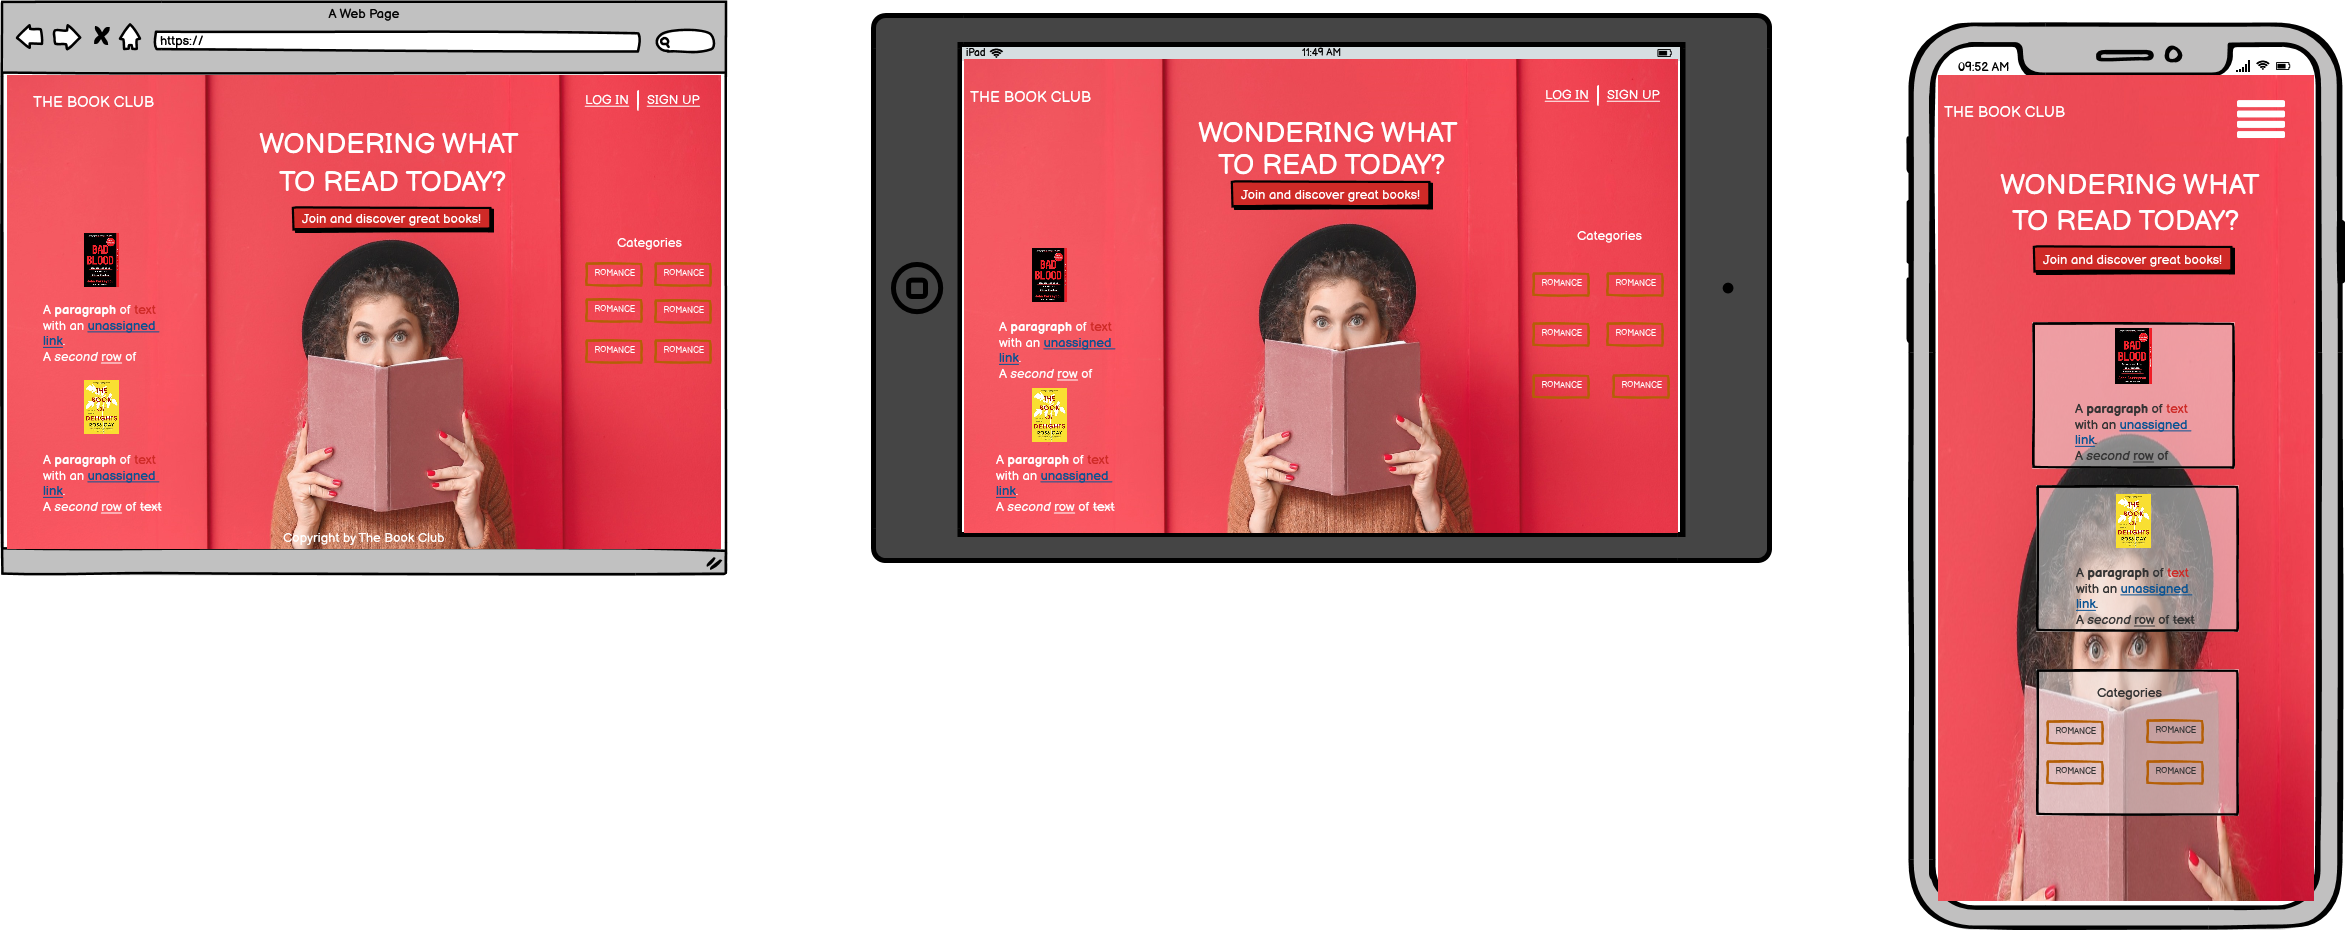 A Web Page
https://
THE BOOK CLUB
LOG IN | SIGN UP
WONDERING WHAT
TO READ TODAY?
Join and discover great books!
BAD
BLOOD
A paragraph of text
with an unassigned
link.
A second row of
THE
BOOK
OF
DELIGHTS
ROSS GAY
A paragraph of text
with an unassigned
link.
A second row of text
Categories
ROMANCE ROMANCE
ROMANCE ROMANCE
ROMANCE ROMANCE
Copyright by The Book Club
iPad 11:49 AM
THE BOOK CLUB
LOG IN | SIGN UP
WONDERING WHAT
TO READ TODAY?
Join and discover great books!
BAD
BLOOD
A paragraph of text
with an unassigned
link
A second row of
THE
BOOK
OF
DELIGHTS
ROSS GAY
A paragraph of text
with an unassigned
link.
A second row of text
Categories
ROMANCE ROMANCE
ROMANCE ROMANCE
ROMANCE ROMANCE
09:52 AM
THE BOOK CLUB
WONDERING WHAT
TO READ TODAY?
Join and discover great books!
BAD
BLOOD
A paragraph of text
with an unassigned
link.
A second row of
THE
BOOK
OF
DELIGHTS
ROSS GAY
A paragraph of text
with an unassigned
link.
A second row of text
Categories
ROMANCE ROMANCE
ROMANCE ROMANCE